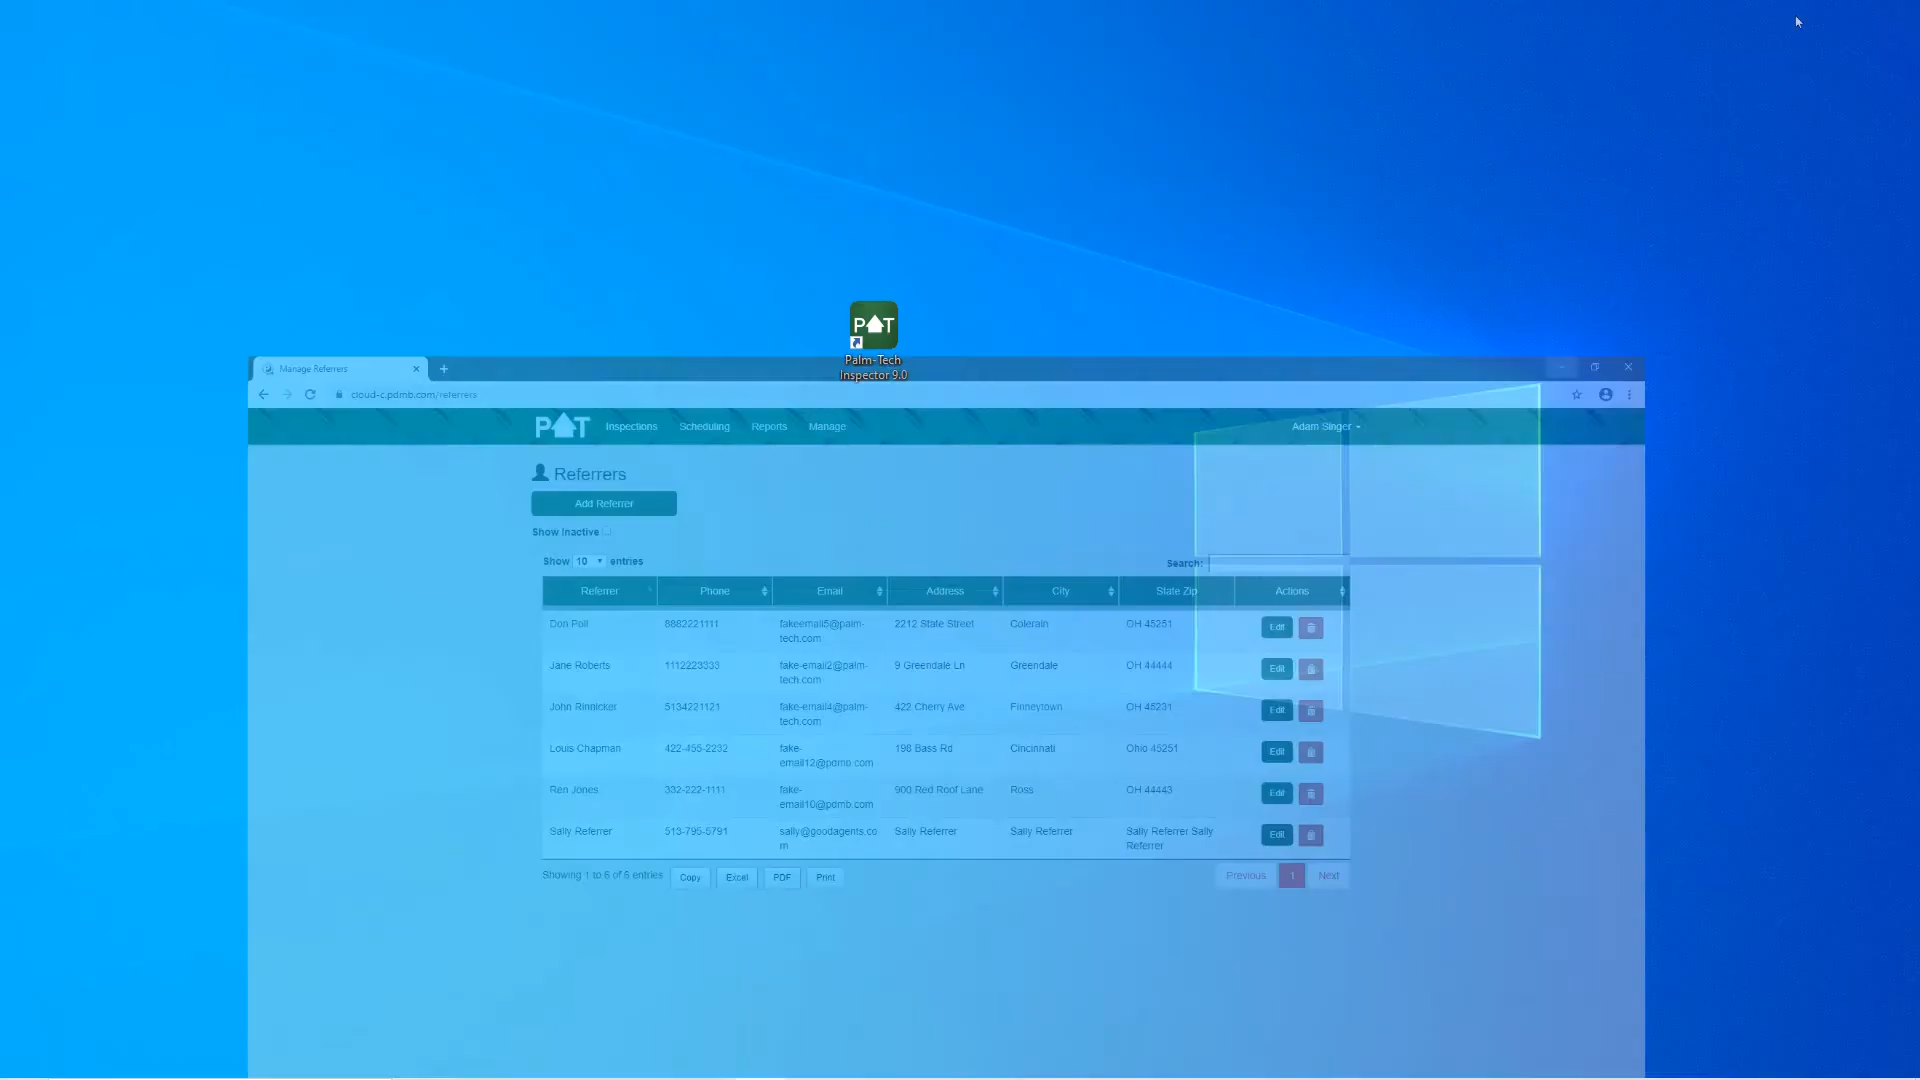 Palm-Tech
Inspector 9.0
Manage Referrers
cloud-c.pdmb.com/referrers
PAT Inspections Scheduling Reports Manage Adam Singer
Referrers
Add Referrer
Show Inactive
Show 10 entries Search:
Referrer Phone Email Address City State Zip Actions
Don Poll 8882221111 fakeemail5@palm- 2212 State Street Colerain OH 45251 Edit
tech.com
Jane Roberts 1112223333 fake-email2@palm- 9 Greendale Ln Greendale OH 44444 Edit
tech.com
John Rinnicker 5134221121 fake-email4@palm- 422 Cherry Ave Finneytown OH 45231 Edit
tech.com
Louis Chapman 422-455-2232 fake- 198 Bass Rd Cincinnati Ohio 45251 Edit
email12@pdmb.com
Ren Jones 332-222-1111 fake- 900 Red Roof Lane Ross OH 44443 Edit
email10@pdmb.com
Sally Referrer 513-795-5791 sally@goodagents.co Sally Referrer Sally Referrer Sally Referrer Sally Edit
m Referrer
Showing 1 to 6 of 6 entries Copy Excel PDF Print Previous 1 Next